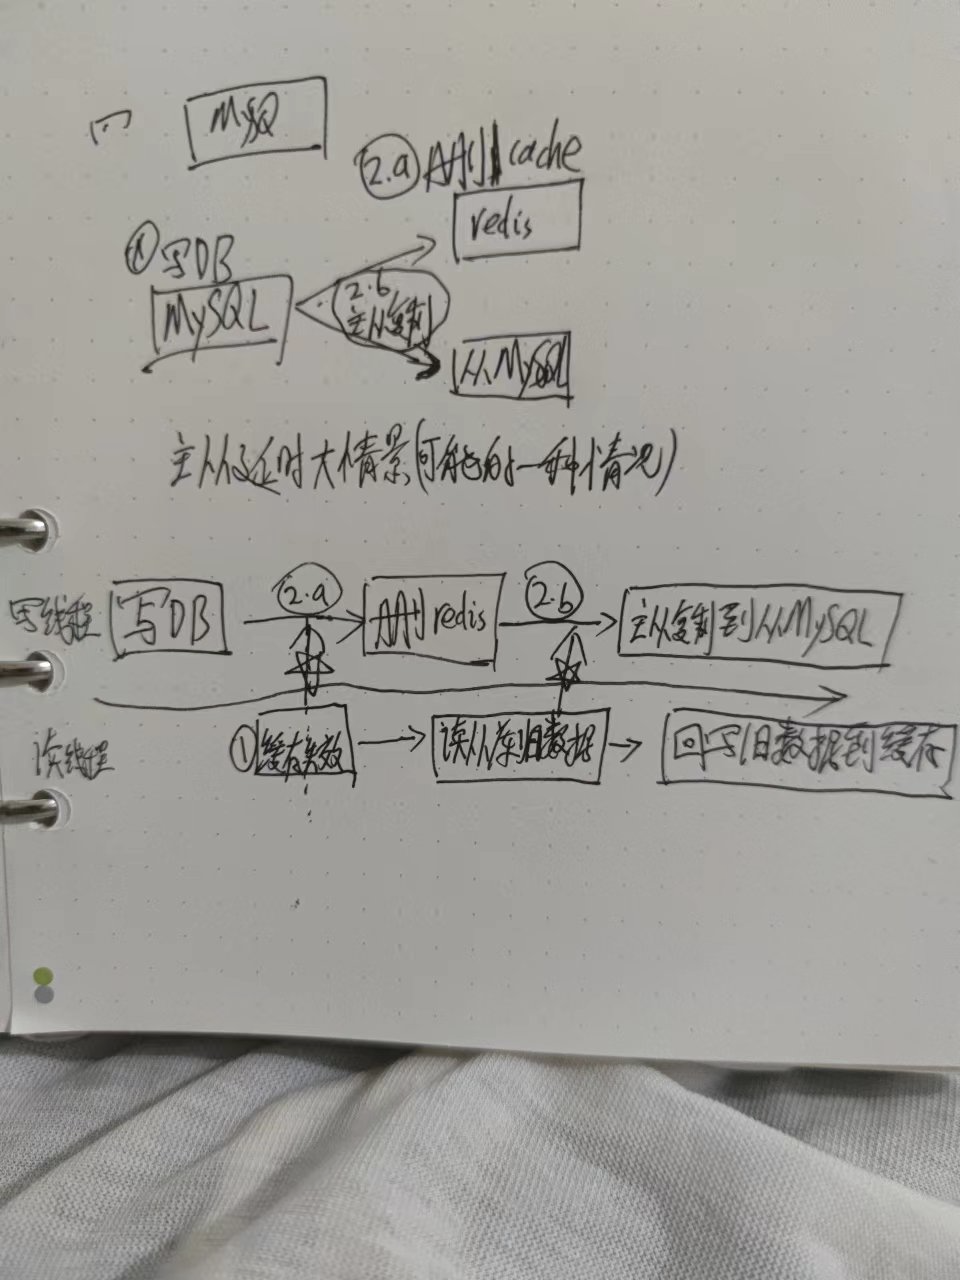 MySQ
2.a 删 cache
redis
① 写DB
MySQL
2.b
主从复制
从MySQL
主从延时大情景(可能的一种情况)
写线程
写DB
2.a
删redis
2.b
主从复制到从MySQL
读线程
①缓存失效
读从库旧数据
回写旧数据到缓存